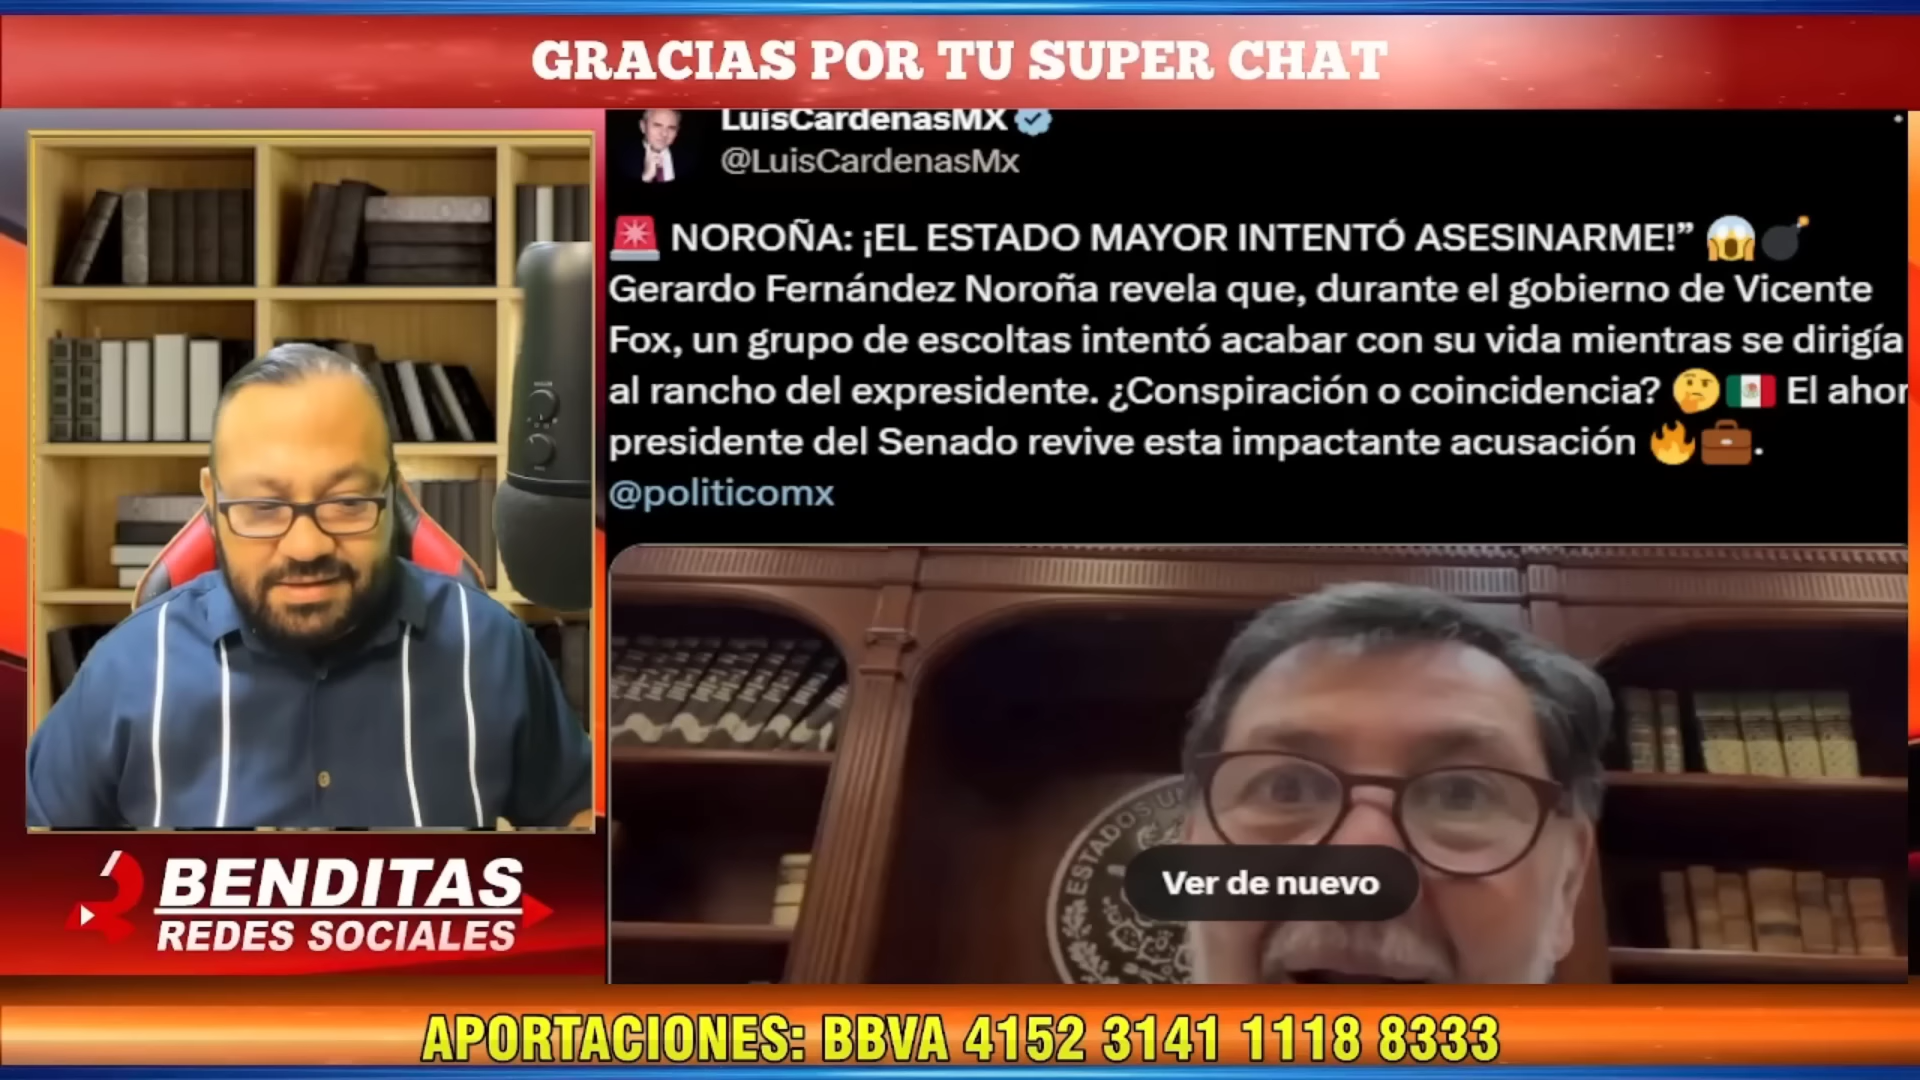 GRACIAS POR TU SUPER CHAT
LuisCardenasMX
@LuisCardenasMx
NOROÑA: ¡EL ESTADO MAYOR INTENTÓ ASESINARME!”
Gerardo Fernández Noroña revela que, durante el gobierno de Vicente
Fox, un grupo de escoltas intentó acabar con su vida mientras se dirigía
al rancho del expresidente. ¿Conspiración o coincidencia? El ahor
presidente del Senado revive esta impactante acusación .
@politicomx
ESTADOS U
Ver de nuevo
BENDITAS
REDES SOCIALES
APORTACIONES: BBVA 4152 3141 1118 8333